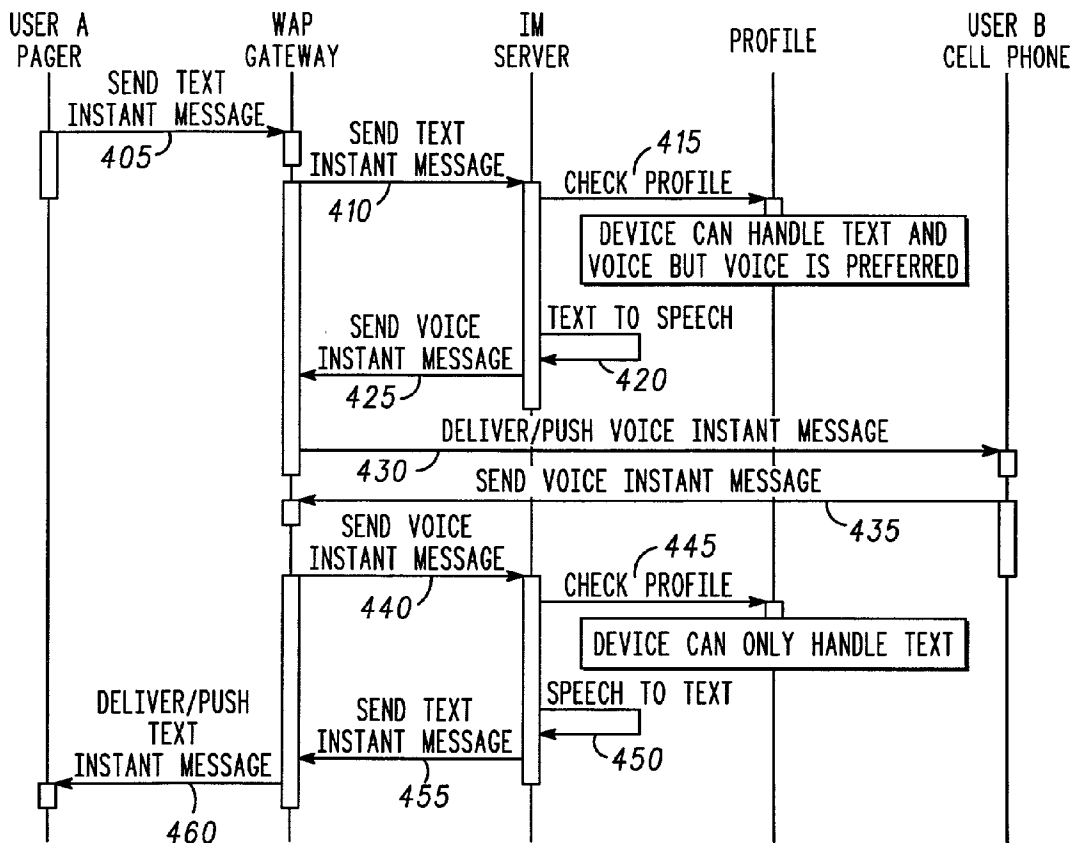 USER A
PAGER
WAP
GATEWAY
IM
SERVER
PROFILE
USER B
CELL PHONE
SEND TEXT
INSTANT MESSAGE
405
SEND TEXT
INSTANT MESSAGE
410
415
CHECK PROFILE
DEVICE CAN HANDLE TEXT AND
VOICE BUT VOICE IS PREFERRED
TEXT TO SPEECH
420
SEND VOICE
INSTANT MESSAGE
425
DELIVER/PUSH VOICE INSTANT MESSAGE
430
SEND VOICE INSTANT MESSAGE
435
SEND VOICE
INSTANT MESSAGE
440
445
CHECK PROFILE
DEVICE CAN ONLY HANDLE TEXT
SPEECH TO TEXT
450
SEND TEXT
INSTANT MESSAGE
455
DELIVER/PUSH
TEXT
INSTANT MESSAGE
460